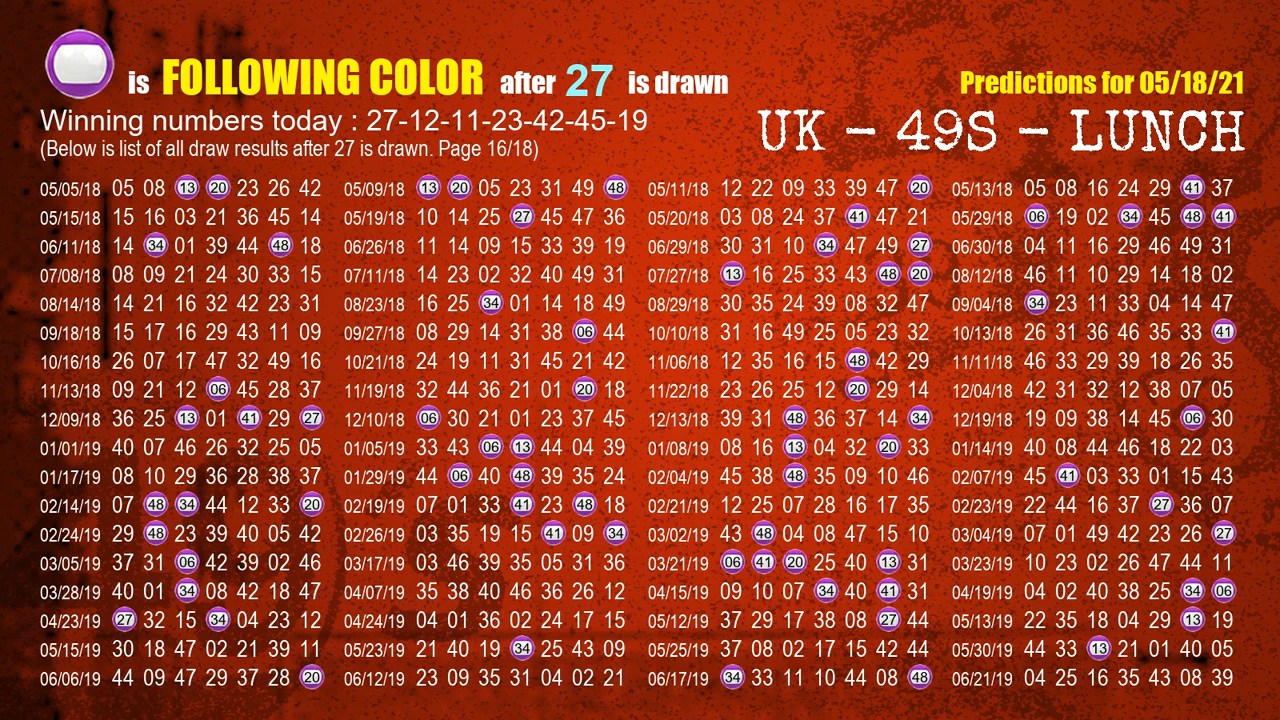 is FOLLOWING COLOR after 27 is drawn
Predictions for 05/18/21
Winning numbers today : 27-12-11-23-42-45-19
UK - 49S - LUNCH
(Below is list of all draw results after 27 is drawn. Page 16/18)
05/05/18 05 08 13 20 23 26 42 05/09/18 13 20 05 23 31 49 48 05/11/18 12 22 09 33 39 47 20 05/13/18 05 08 16 24 29 41 37
05/15/18 15 16 03 21 36 45 14 05/19/18 10 14 25 27 45 47 36 05/20/18 03 08 24 37 41 47 21 05/29/18 06 19 02 34 45 48 41
06/11/18 14 34 01 39 44 48 18 06/26/18 11 14 09 15 33 39 19 06/29/18 30 31 10 34 47 49 27 06/30/18 04 11 16 29 46 49 31
07/08/18 08 09 21 24 30 33 15 07/11/18 14 23 02 32 40 49 31 07/27/18 13 16 25 33 43 48 20 08/12/18 46 11 10 29 14 18 02
08/14/18 14 21 16 32 42 23 31 08/23/18 16 25 34 01 14 18 49 08/29/18 30 35 24 39 08 32 47 09/04/18 34 23 11 33 04 14 47
09/18/18 15 17 16 29 43 11 09 09/27/18 08 29 14 31 38 06 44 10/10/18 31 16 49 25 05 23 32 10/13/18 26 31 36 46 35 33 41
10/16/18 26 07 17 47 32 49 16 10/21/18 24 19 11 31 45 21 42 11/06/18 12 35 16 15 48 42 29 11/11/18 46 33 29 39 18 26 35
11/13/18 09 21 12 06 45 28 37 11/19/18 32 44 36 21 01 20 18 11/22/18 23 26 25 12 20 29 14 12/04/18 42 31 32 12 38 07 05
12/09/18 36 25 13 01 41 29 27 12/10/18 06 30 21 01 23 37 45 12/13/18 39 31 48 36 37 14 34 12/19/18 19 09 38 14 45 06 30
01/01/19 40 07 46 26 32 25 05 01/05/19 33 43 06 13 44 04 39 01/08/19 08 16 13 04 32 20 33 01/14/19 40 08 44 46 18 22 03
01/17/19 08 10 29 36 28 38 37 01/29/19 44 06 40 48 39 35 24 02/04/19 45 38 48 35 09 10 46 02/07/19 45 41 03 33 01 15 43
02/14/19 07 48 34 44 12 33 20 02/19/19 07 01 33 41 23 48 18 02/21/19 12 25 07 28 16 17 35 02/23/19 22 44 16 37 27 36 07
02/24/19 29 48 23 39 40 05 42 02/26/19 03 35 19 15 41 09 34 03/02/19 43 48 04 08 47 15 10 03/04/19 07 01 49 42 23 26 27
03/05/19 37 31 06 42 39 02 46 03/17/19 03 46 39 35 05 31 36 03/21/19 06 41 20 25 40 13 31 03/23/19 10 23 02 26 47 44 11
03/28/19 40 01 34 08 42 18 47 04/07/19 35 38 40 46 36 26 12 04/15/19 09 10 07 34 40 41 31 04/19/19 04 02 40 38 25 34 06
04/23/19 27 32 15 34 04 23 12 04/24/19 04 01 36 02 24 17 15 05/12/19 37 29 17 38 08 27 44 05/13/19 22 35 18 04 29 13 19
05/15/19 30 18 47 02 21 39 11 05/23/19 21 40 19 34 25 43 09 05/25/19 37 08 02 17 15 42 44 05/30/19 44 33 13 21 01 40 05
06/06/19 44 09 47 29 37 28 20 06/12/19 23 09 35 31 04 02 21 06/17/19 34 33 11 10 44 08 48 06/21/19 04 25 16 35 43 08 39